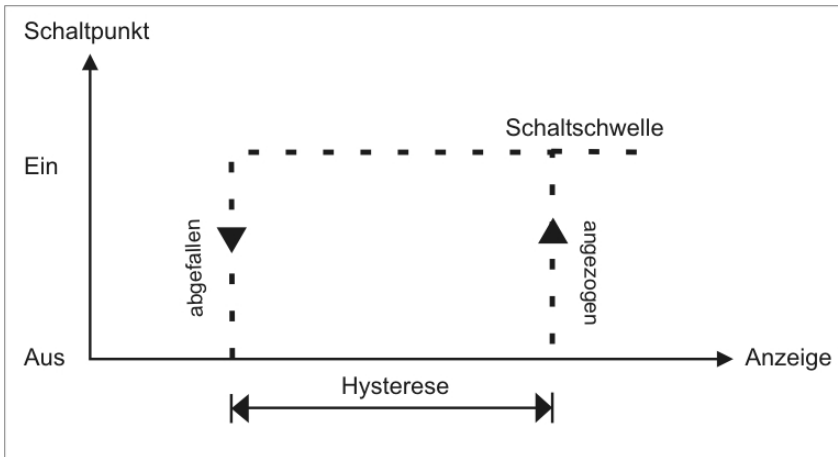 Schaltpunkt
Schaltschwelle
Ein
abgefallen
angezogen
Aus
Anzeige
Hysterese